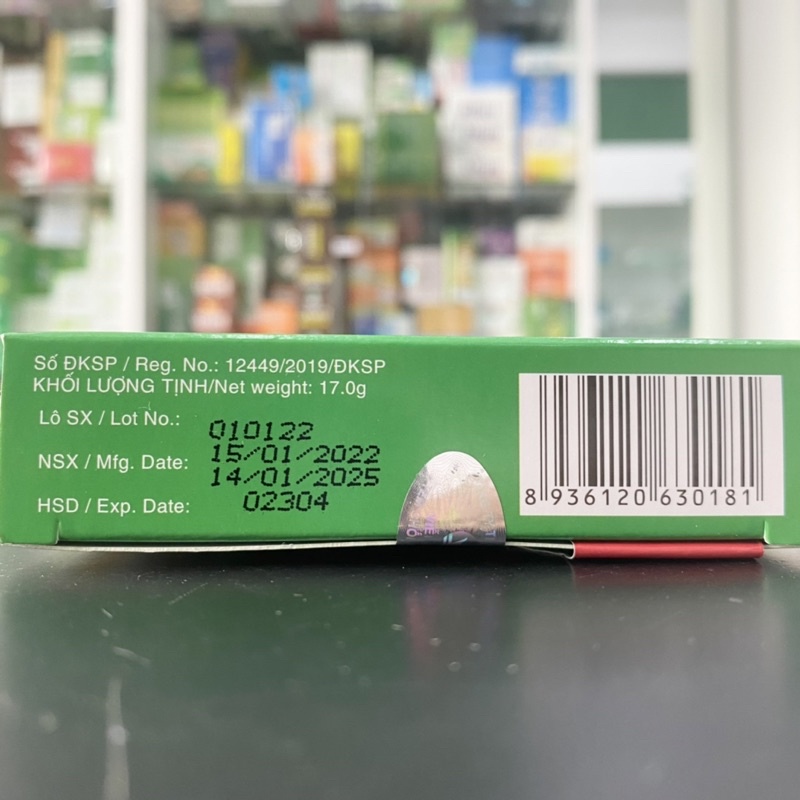 Số ĐKSP / Reg. No.: 12449/2019/ĐKSP
KHỐI LƯỢNG TỊNH/Net weight: 17.0g
Lô SX / Lot No.: 010122
NSX / Mfg. Date: 15/01/2022
HSD / Exp. Date: 14/01/2025
02304
8 936120 630181